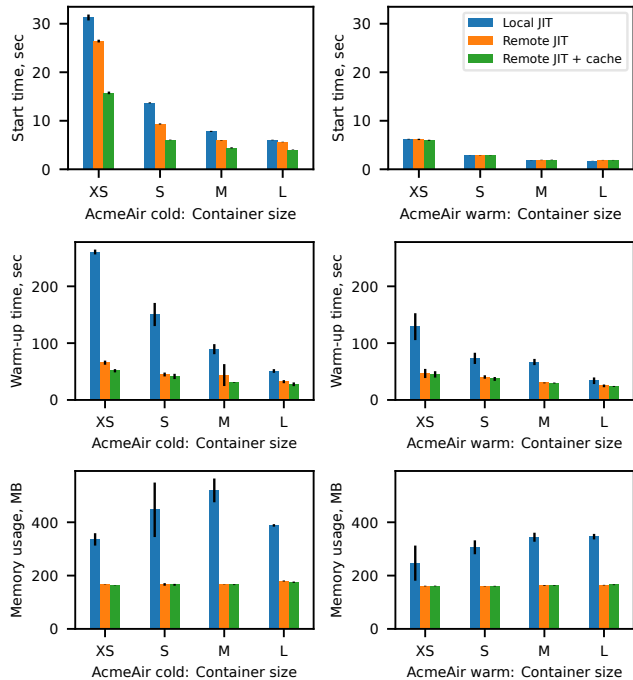 Start time, sec
30
20
10
0
XS S M L
AcmeAir cold: Container size
Start time, sec
30
20
10
0
Local JIT
Remote JIT
Remote JIT + cache
XS S M L
AcmeAir warm: Container size
Warm-up time, sec
200
100
0
XS S M L
AcmeAir cold: Container size
Warm-up time, sec
200
100
0
XS S M L
AcmeAir warm: Container size
Memory usage, MB
400
200
0
XS S M L
AcmeAir cold: Container size
Memory usage, MB
400
200
0
XS S M L
AcmeAir warm: Container size